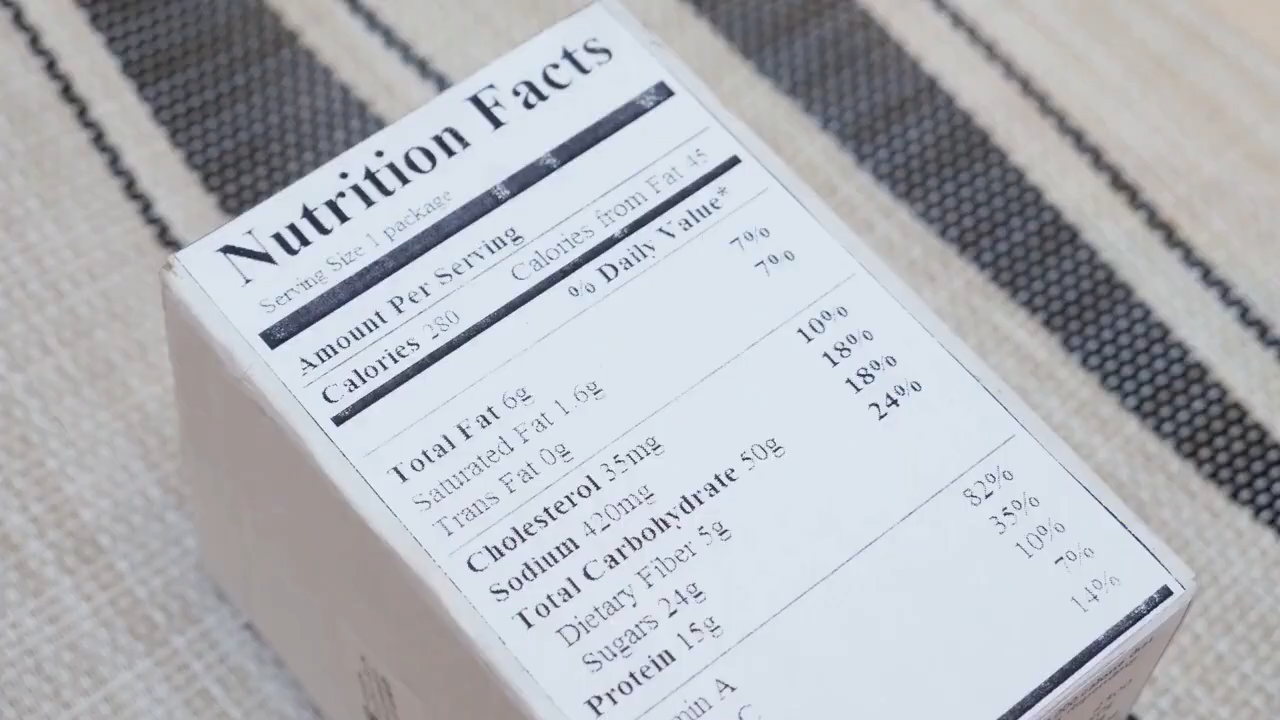 Nutrition Facts
Serving Size 1 package
Amount Per Serving
Calories 280 Calories from Fat 45
% Daily Value*
Total Fat 6g 7%
Saturated Fat 1.6g 7%
Trans Fat 0g
Cholesterol 35mg 10%
Sodium 420mg 18%
Total Carbohydrate 50g 18%
Dietary Fiber 5g 24%
Sugars 24g
Protein 15g 82%
A 35%
C 10%
7%
14%